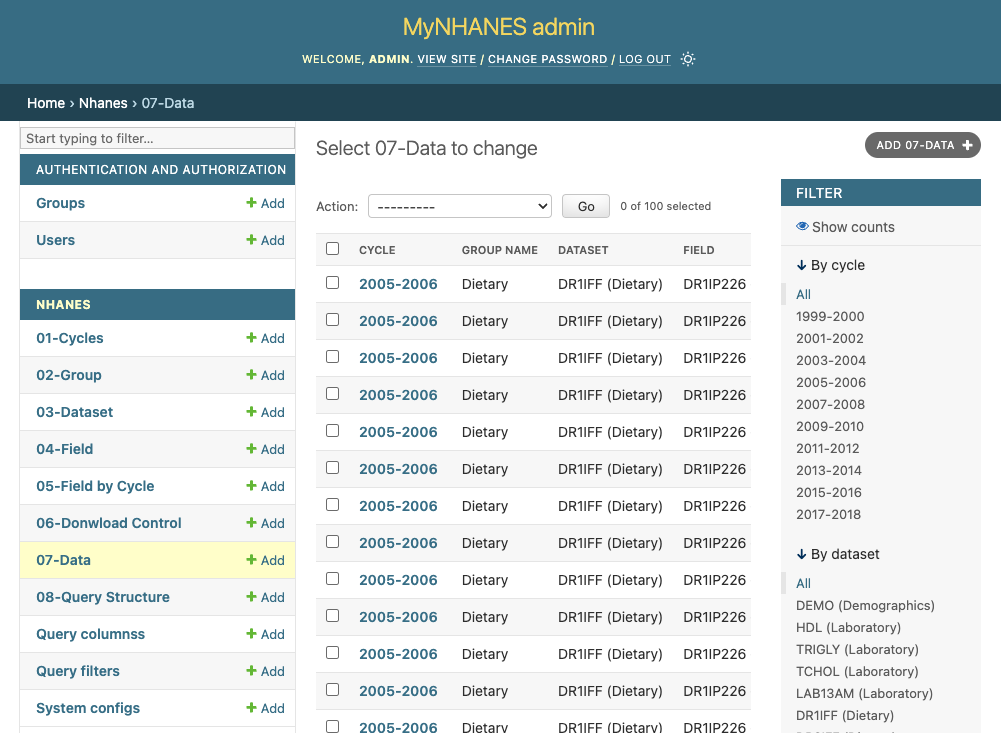 MyNHANES admin
WELCOME, ADMIN. VIEW SITE / CHANGE PASSWORD / LOG OUT
Home › Nhanes › 07-Data
Start typing to filter...
AUTHENTICATION AND AUTHORIZATION
Groups + Add
Users + Add
NHANES
01-Cycles + Add
02-Group + Add
03-Dataset + Add
04-Field + Add
05-Field by Cycle + Add
06-Donwload Control + Add
07-Data + Add
08-Query Structure + Add
Query columnss + Add
Query filters + Add
System configs + Add
Select 07-Data to change
ADD 07-DATA +
Action: --------- Go 0 of 100 selected
CYCLE GROUP NAME DATASET FIELD
2005-2006 Dietary DR1IFF (Dietary) DR1IP226
2005-2006 Dietary DR1IFF (Dietary) DR1IP226
2005-2006 Dietary DR1IFF (Dietary) DR1IP226
2005-2006 Dietary DR1IFF (Dietary) DR1IP226
2005-2006 Dietary DR1IFF (Dietary) DR1IP226
2005-2006 Dietary DR1IFF (Dietary) DR1IP226
2005-2006 Dietary DR1IFF (Dietary) DR1IP226
2005-2006 Dietary DR1IFF (Dietary) DR1IP226
2005-2006 Dietary DR1IFF (Dietary) DR1IP226
2005-2006 Dietary DR1IFF (Dietary) DR1IP226
2005-2006 Dietary DR1IFF (Dietary) DR1IP226
2005-2006 Dietary DR1IFF (Dietary) DR1IP226
2005-2006 Dietary DR1IFF (Dietary) DR1IP226
FILTER
Show counts
↓ By cycle
All
1999-2000
2001-2002
2003-2004
2005-2006
2007-2008
2009-2010
2011-2012
2013-2014
2015-2016
2017-2018
↓ By dataset
All
DEMO (Demographics)
HDL (Laboratory)
TRIGLY (Laboratory)
TCHOL (Laboratory)
LAB13AM (Laboratory)
DR1IFF (Dietary)